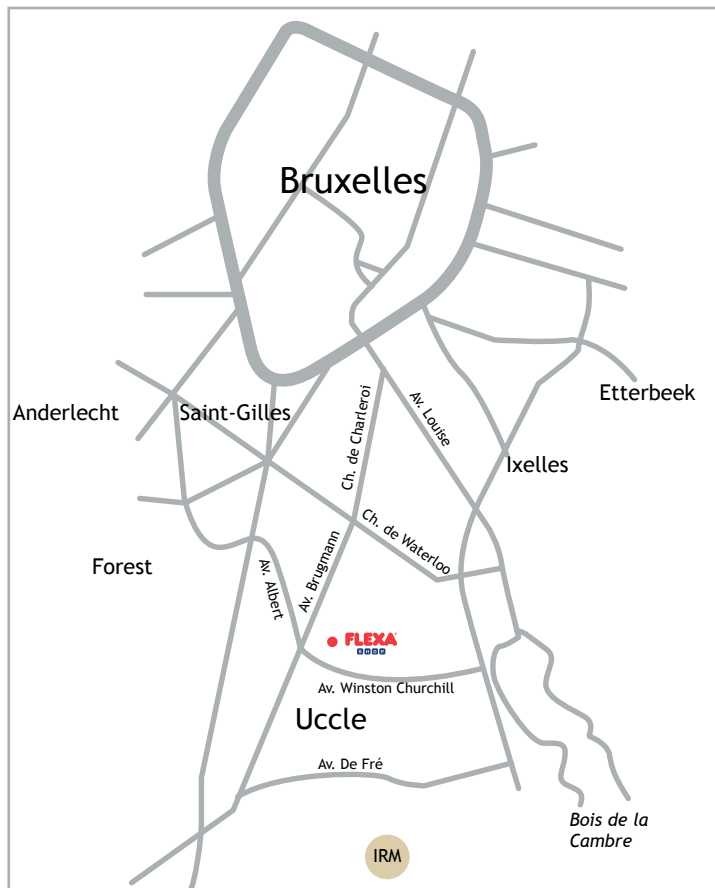 Bruxelles
Etterbeek
Anderlecht
Saint-Gilles
Ch. de Charleroi
Av. Louise
Ixelles
Ch. de Waterloo
Forest
Av. Albert
Av. Brugmann
FLEXA
SHOP
Av. Winston Churchill
Uccle
Av. De Fré
Bois de la
Cambre
IRM